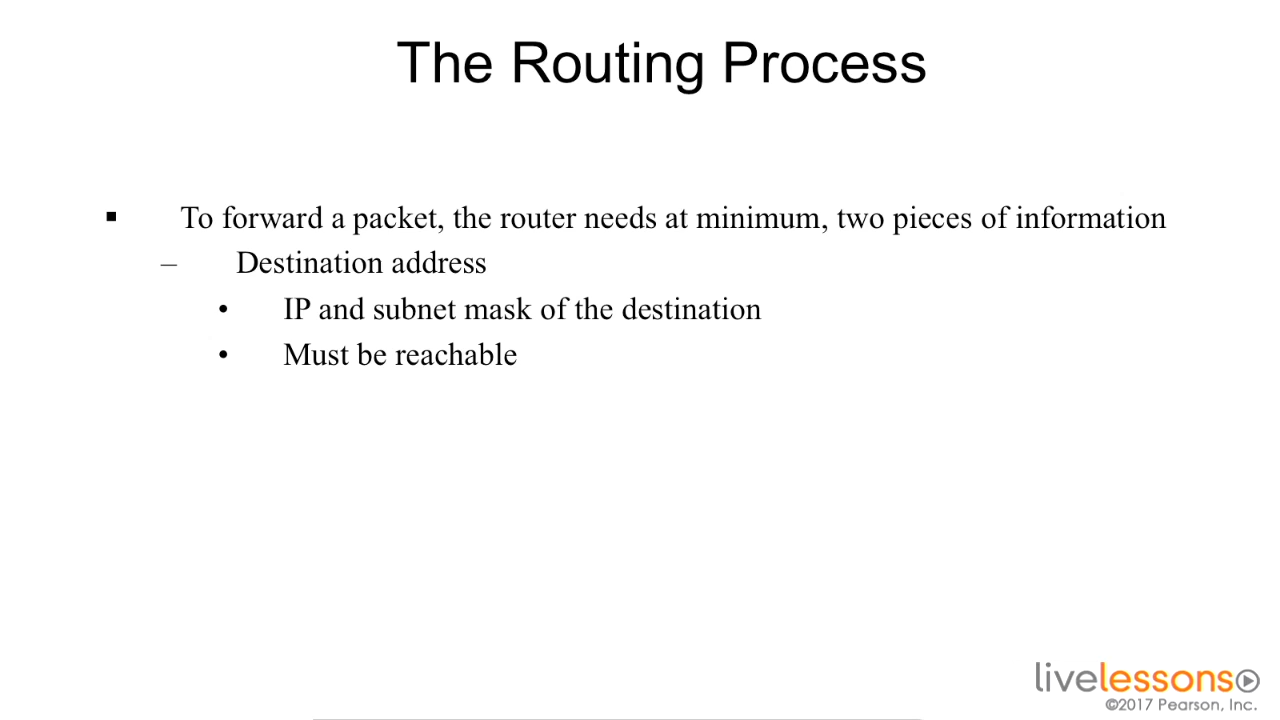 The Routing Process
▪ To forward a packet, the router needs at minimum, two pieces of information
– Destination address
• IP and subnet mask of the destination
• Must be reachable
livelessons
©2017 Pearson, Inc.